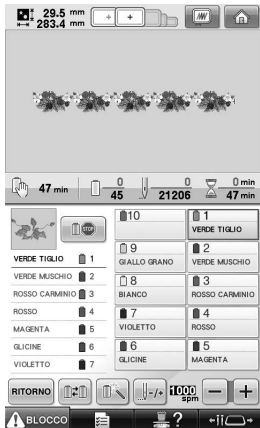 29.5 mm
283.4 mm
47 min
0
45
0
21206
0 min
47 min
STOP
VERDE TIGLIO 1
VERDE MUSCHIO 2
ROSSO CARMINIO 3
ROSSO 4
MAGENTA 5
GLICINE 6
VIOLETTO 7
10
1
VERDE TIGLIO
9
GIALLO GRANO
2
VERDE MUSCHIO
8
BIANCO
3
ROSSO CARMINIO
7
VIOLETTO
4
ROSSO
6
GLICINE
5
MAGENTA
RITORNO
-/+
1000
spm
− +
BLOCCO
?